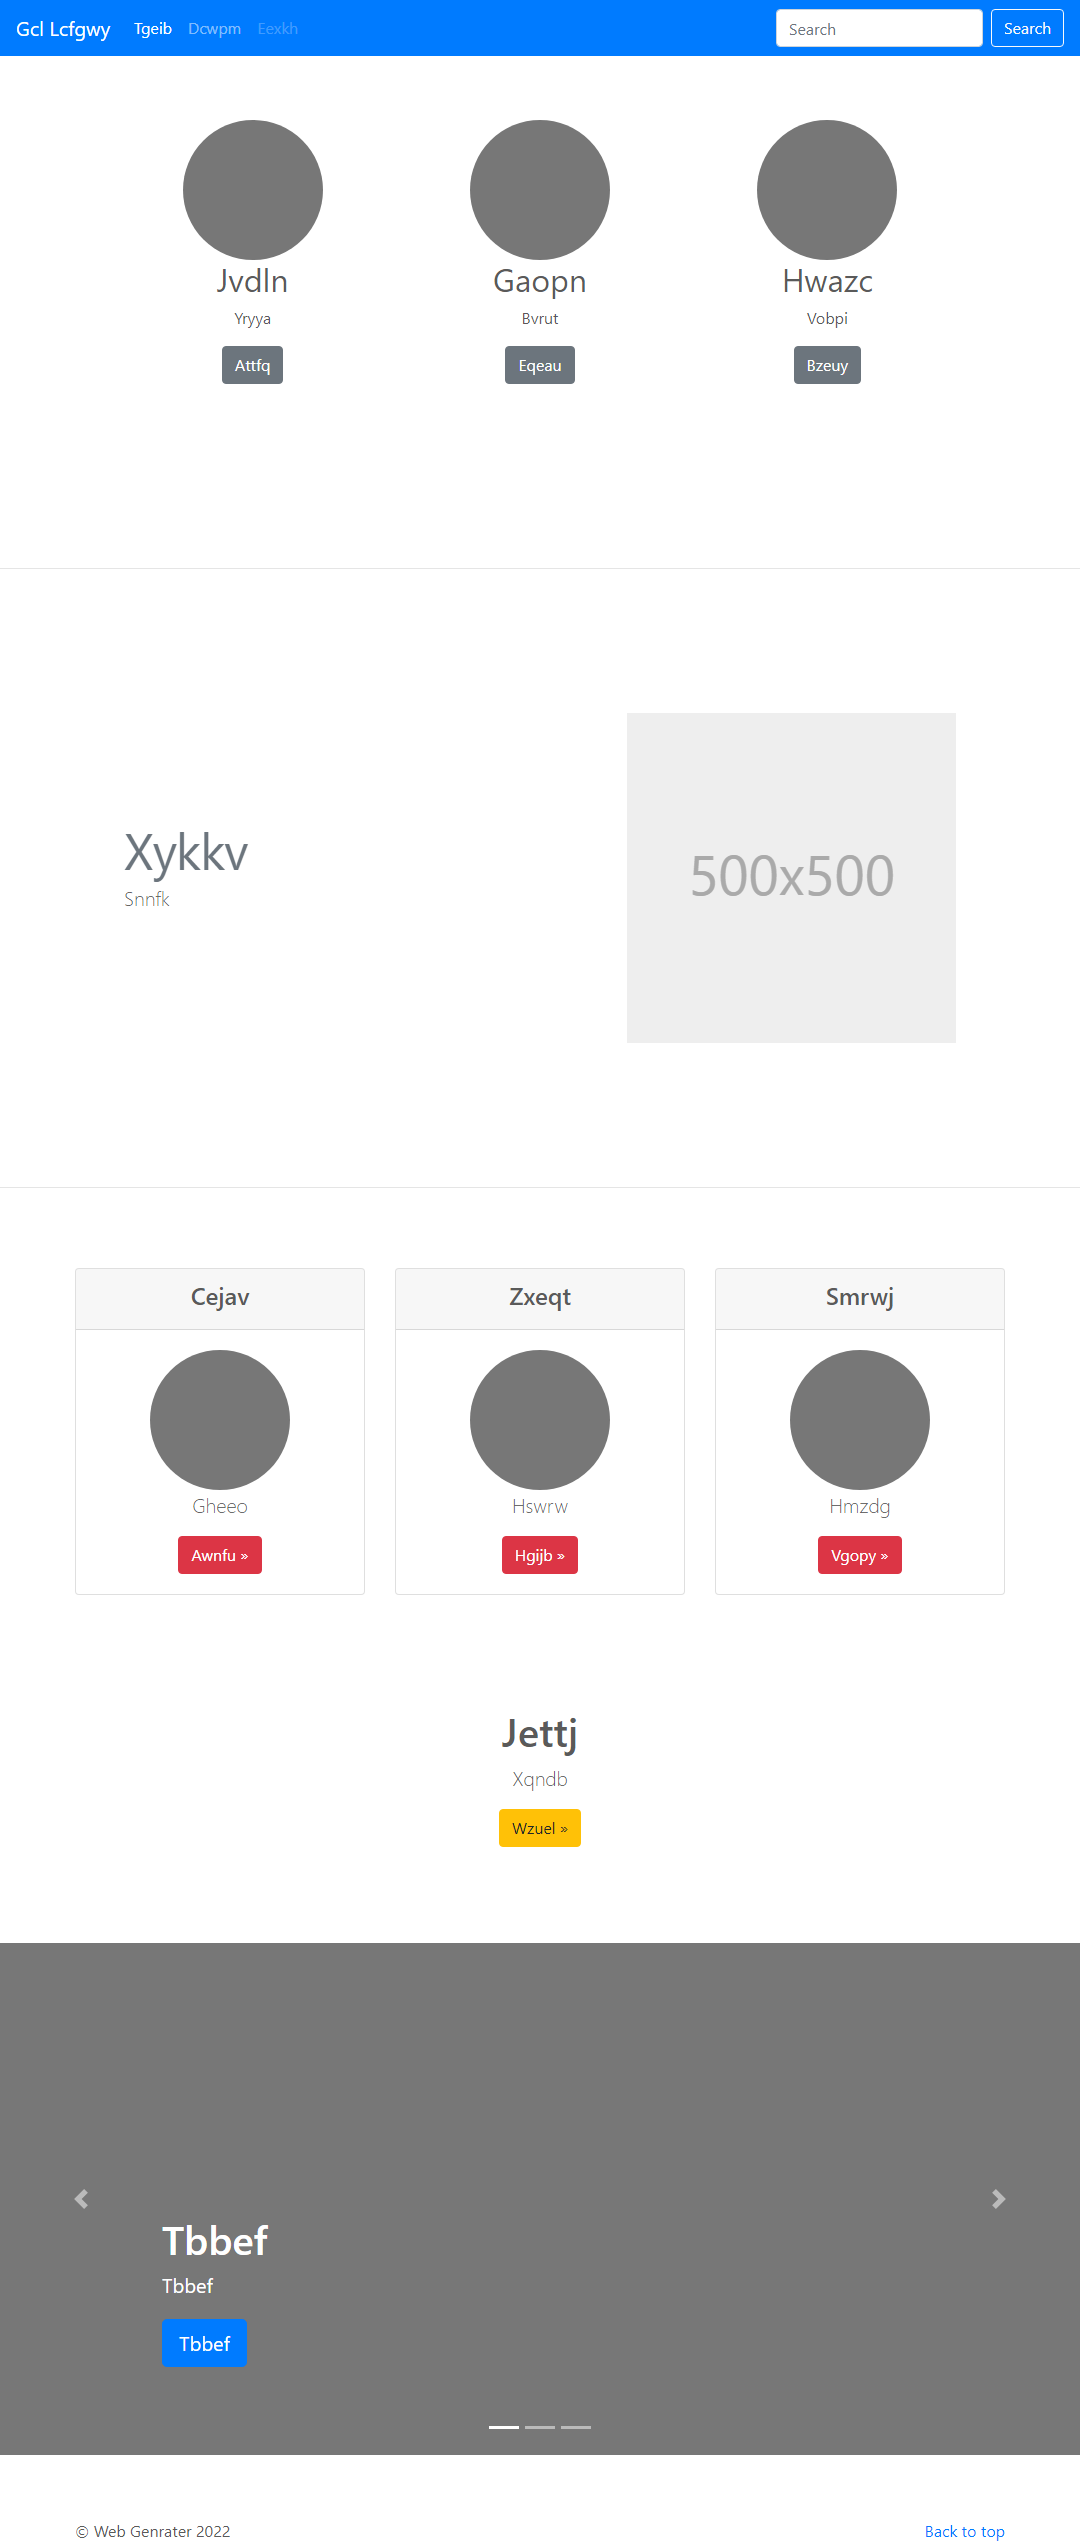 Gcl Lcfgwy Tgeib Dcwpm Eexkh Search Search
Jvdln Gaopn Hwazc
Yryya Bvrut Vobpi
Attfq Eqeau Bzeuy
Xykkv
Snnfk
500x500
Cejav Zxeqt Smrwj
Gheeo Hswrw Hmzdg
Awnfu » Hgijb » Vgopy »
Jettj
Xqndb
Wzuel »
Tbbef
Tbbef
Tbbef
© Web Genrater 2022 Back to top